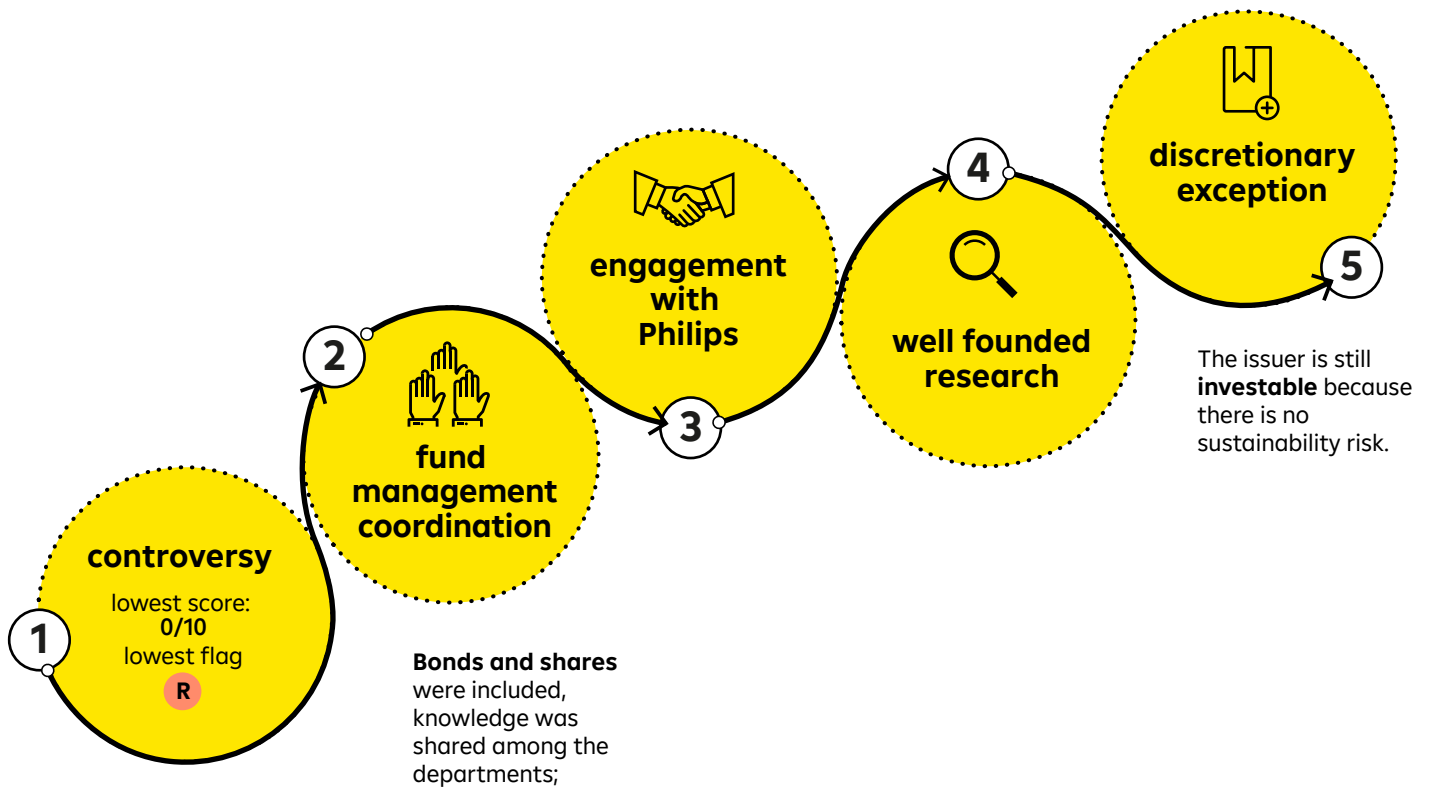 1
controversy
lowest score:
0/10
lowest flag
R
2
fund
management
coordination
Bonds and shares
were included,
knowledge was
shared among the
departments;
3
engagement
with
Philips
4
well founded
research
5
discretionary
exception
The issuer is still
investable because
there is no
sustainability risk.